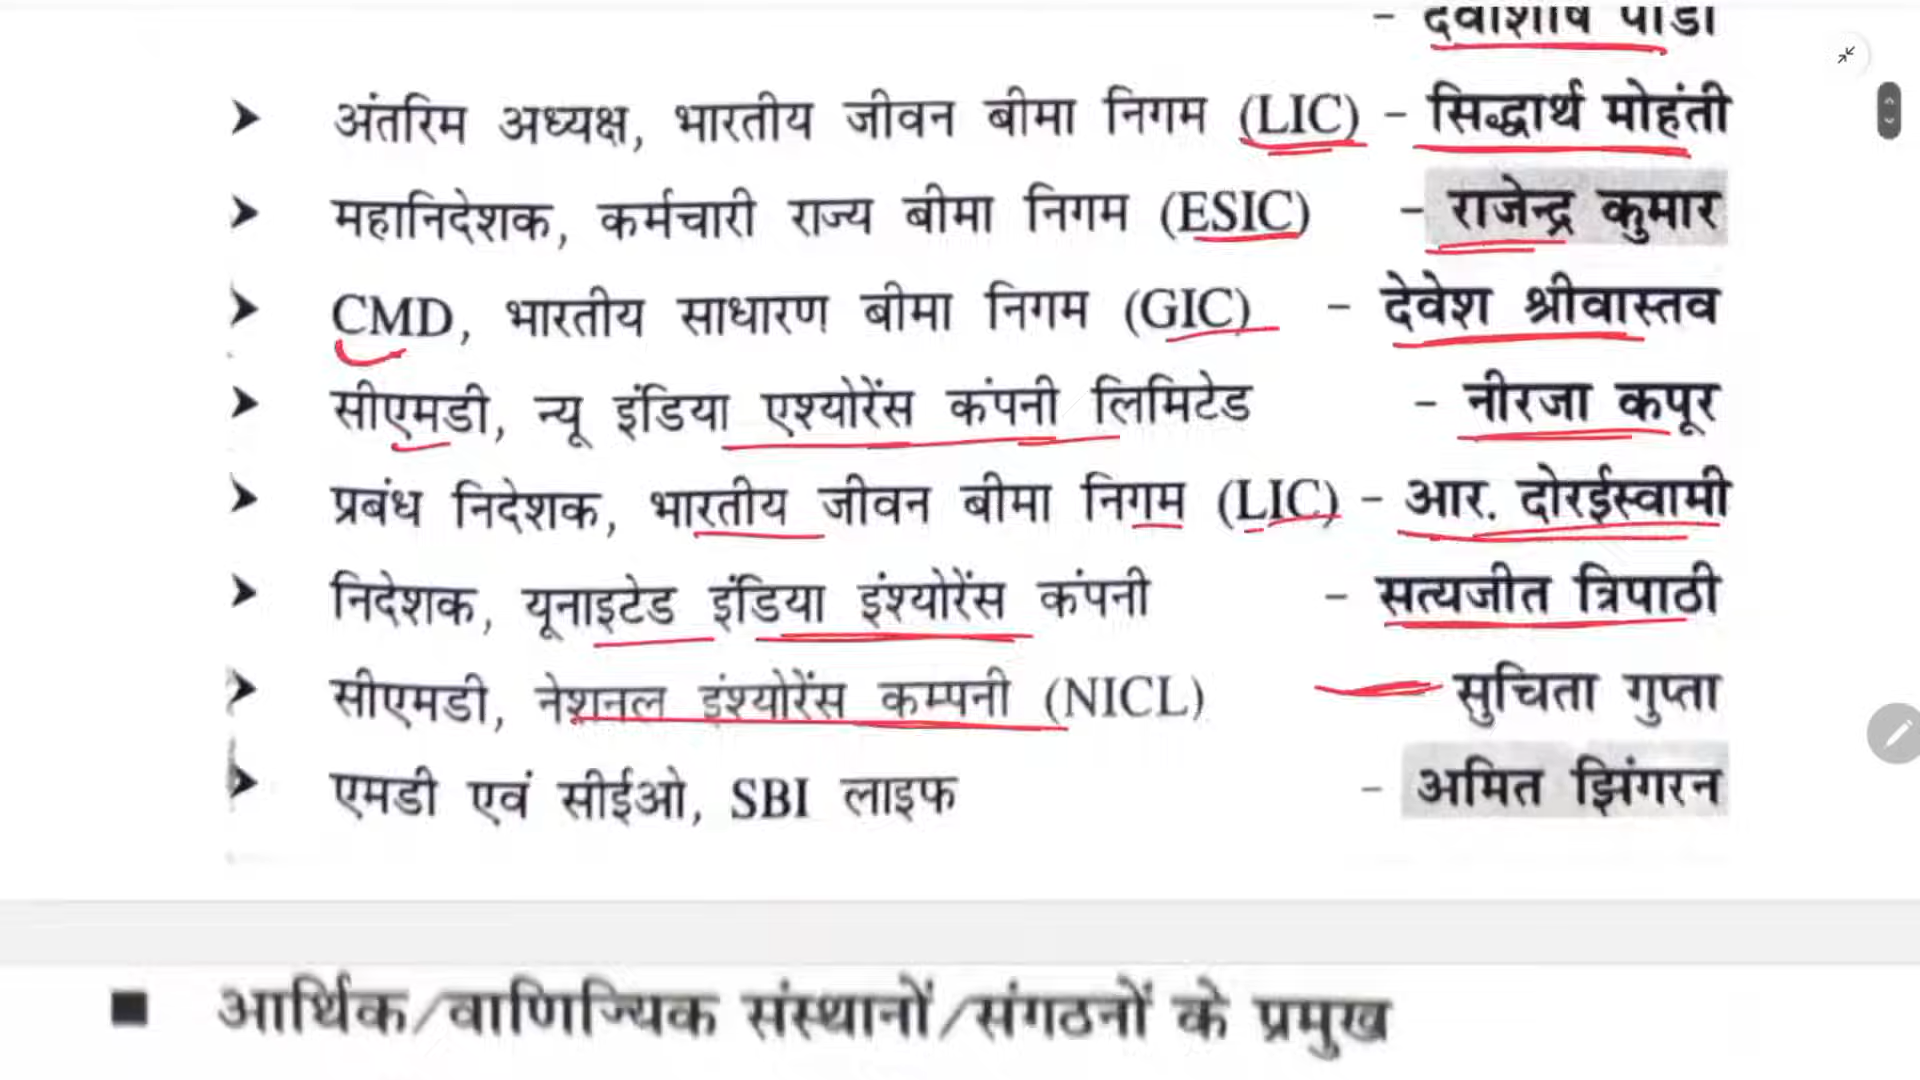 - देवाशीष पांडा
➤ अंतरिम अध्यक्ष, भारतीय जीवन बीमा निगम (LIC) - सिद्धार्थ मोहंती
➤ महानिदेशक, कर्मचारी राज्य बीमा निगम (ESIC) - राजेन्द्र कुमार
➤ CMD, भारतीय साधारण बीमा निगम (GIC) - देवेश श्रीवास्तव
➤ सीएमडी, न्यू इंडिया एश्योरेंस कंपनी लिमिटेड - नीरजा कपूर
➤ प्रबंध निदेशक, भारतीय जीवन बीमा निगम (LIC) - आर. दोरईस्वामी
➤ निदेशक, यूनाइटेड इंडिया इंश्योरेंस कंपनी - सत्यजीत त्रिपाठी
➤ सीएमडी, नेशनल इंश्योरेंस कम्पनी (NICL) - सुचिता गुप्ता
➤ एमडी एवं सीईओ, SBI लाइफ - अमित झिंगरन
■ आर्थिक/वाणिज्यिक संस्थानों/संगठनों के प्रमुख